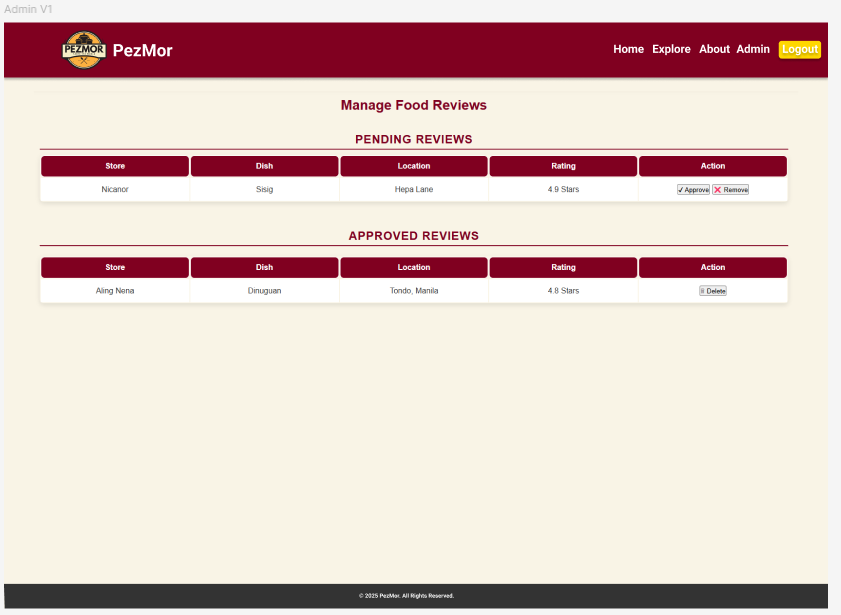 Admin V1
PEZMOR
PezMor
Home Explore About Admin Logout
Manage Food Reviews
PENDING REVIEWS
Store Dish Location Rating Action
Nicanor Sisig Hepa Lane 4.9 Stars ✓ Approve ❌ Remove
APPROVED REVIEWS
Store Dish Location Rating Action
Aling Nena Dinuguan Tondo, Manila 4.8 Stars Delete
© 2025 PezMor. All Rights Reserved.